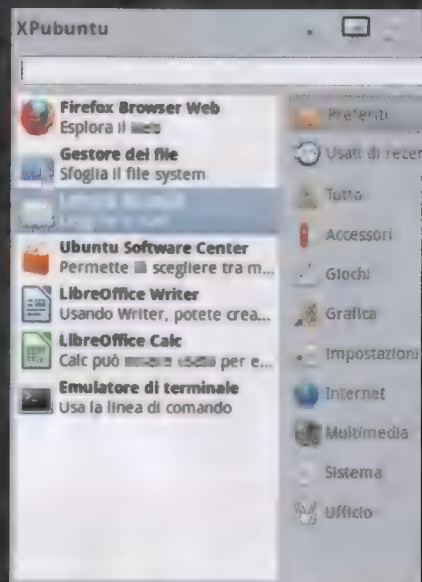 XPubuntu
Firefox Browser Web
Esplora il
Gestore dei file
Sfoglia il file system
Ubuntu Software Center
Permette scegliere tra m...
LibreOffice Writer
Usando Writer, potete crea...
LibreOffice Calc
Calc può per e...
Emulatore di terminale
Usa la linea di comando
Preferiti
Usati di recen
Tutto
Accessori
Giochi
Grafica
Impostazioni
Internet
Multimedia
Sistema
Ufficio